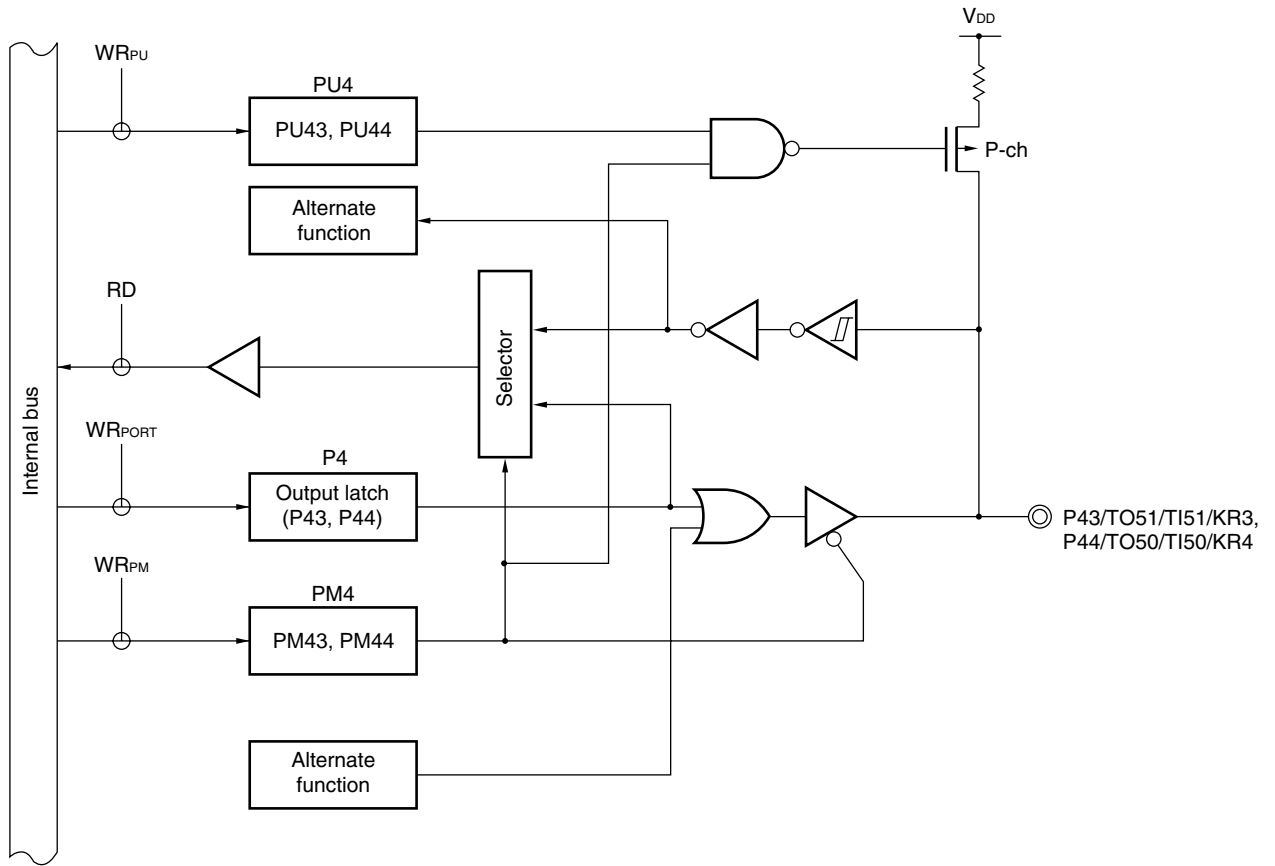 VDD
WRPU
PU4
PU43, PU44
P-ch
Alternate
function
RD
Selector
Internal bus
WRPORT
P4
Output latch
(P43, P44)
P43/TO51/TI51/KR3,
P44/TO50/TI50/KR4
WRPM
PM4
PM43, PM44
Alternate
function